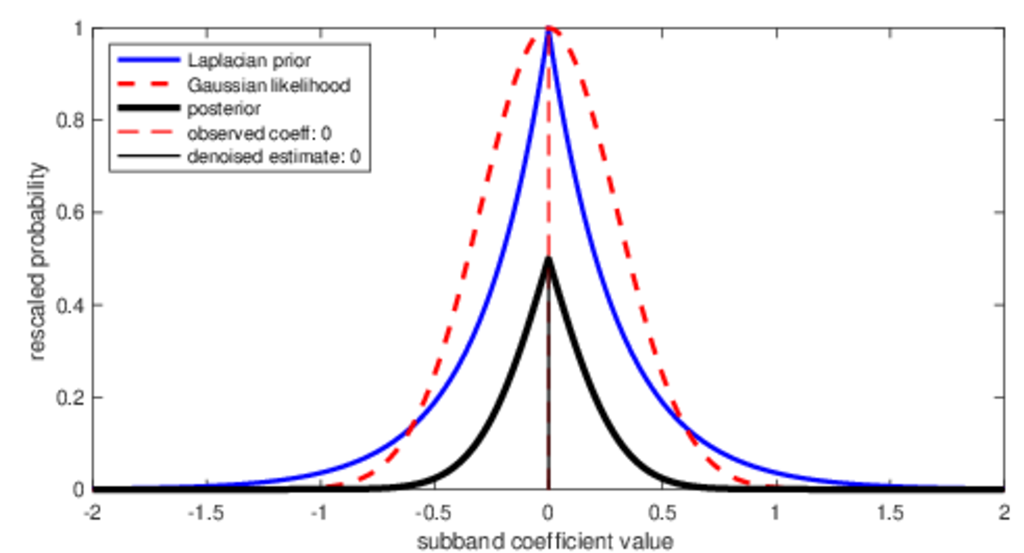 1
0.8
0.6
0.4
0.2
0
rescaled probability
Laplacian prior
Gaussian likelihood
posterior
observed coeff: 0
denoised estimate: 0
-2 -1.5 -1 -0.5 0 0.5 1 1.5 2
subband coefficient value